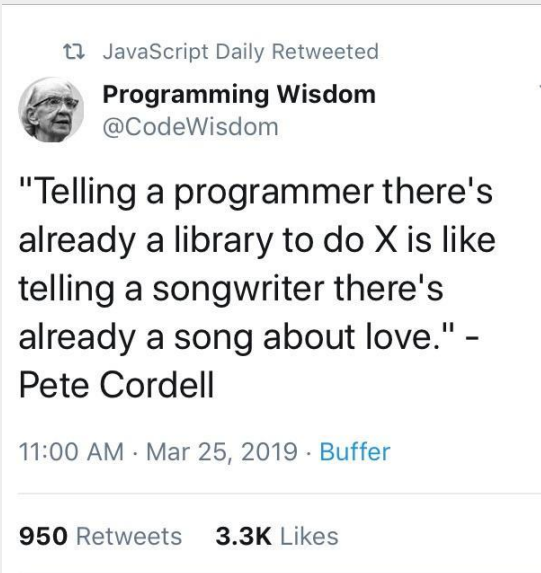 JavaScript Daily Retweeted
Programming Wisdom
@CodeWisdom
"Telling a programmer there's
already a library to do X is like
telling a songwriter there's
already a song about love." -
Pete Cordell
11:00 AM · Mar 25, 2019 · Buffer
950 Retweets 3.3K Likes